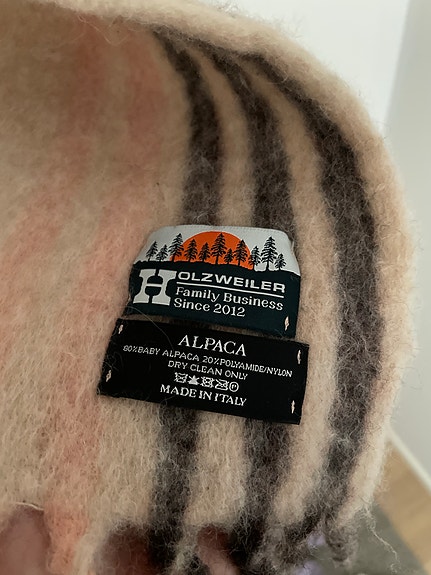 HOLZWEILER
Family Business
Since 2012
ALPACA
80%BABY ALPACA 20%POLYAMIDE/NYLON
DRY CLEAN ONLY
MADE IN ITALY